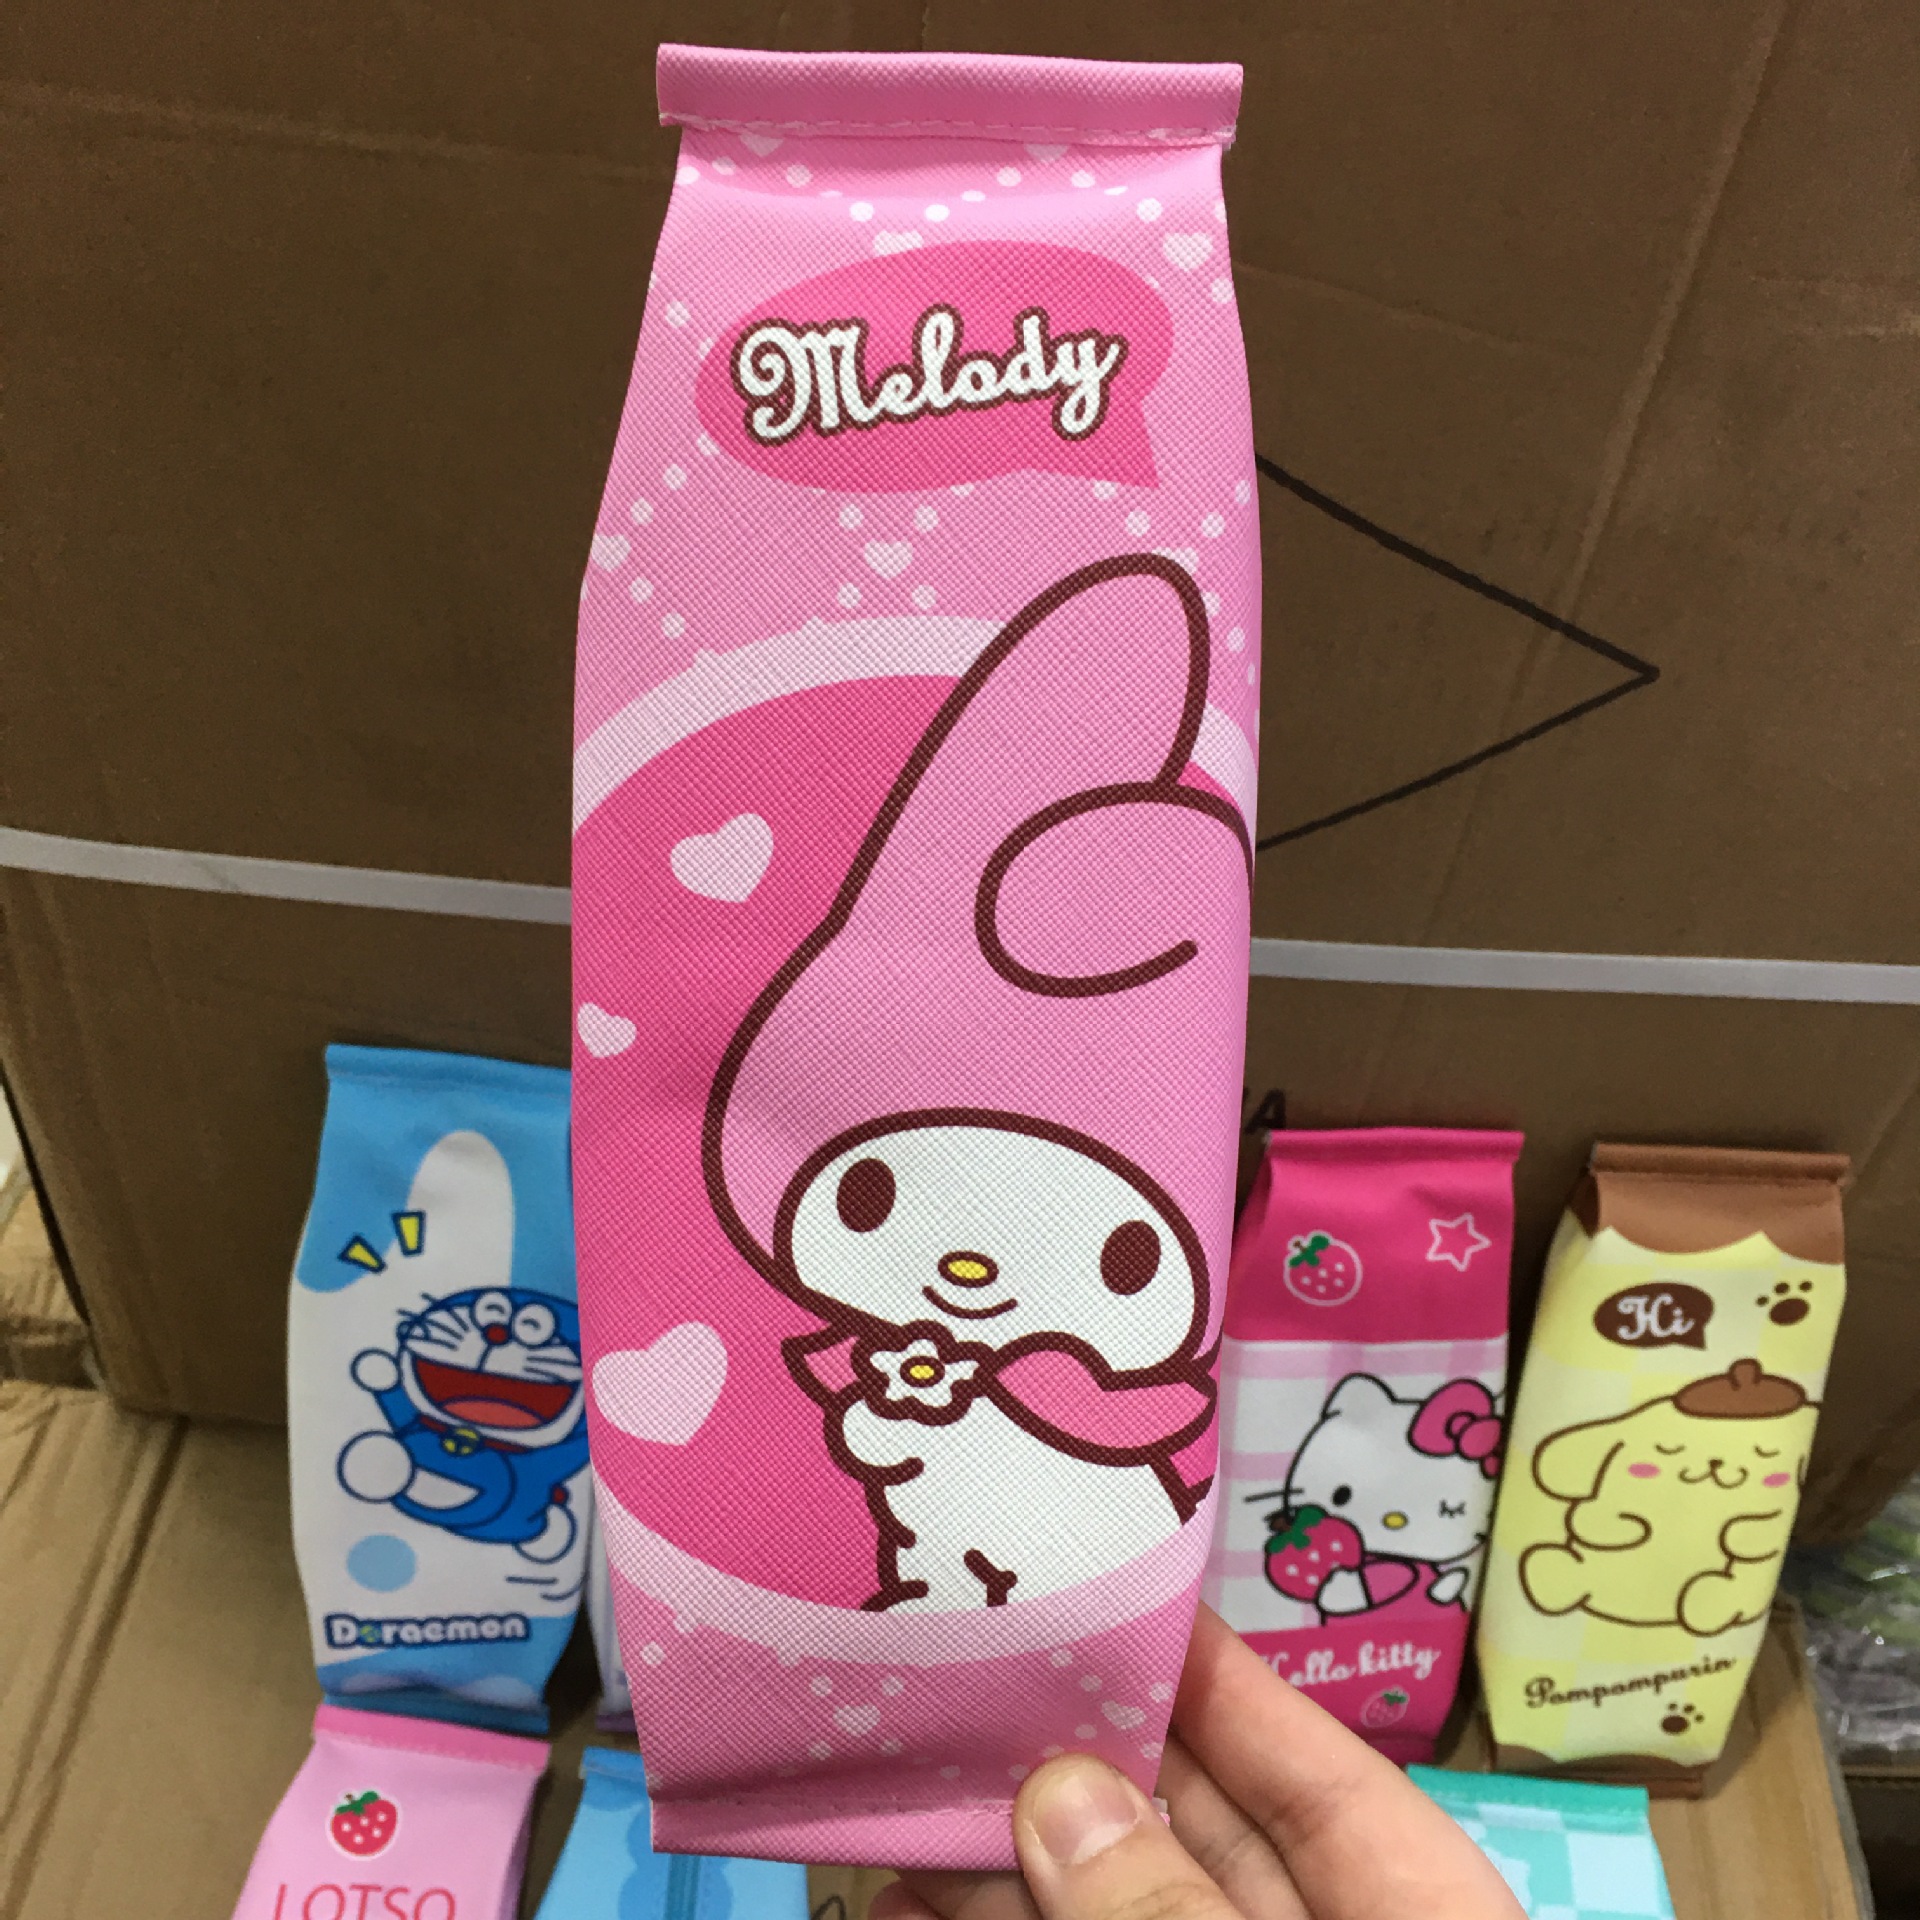 Melody
Doraemon
Hello kitty
Hi
Pompompurin
LOTSO